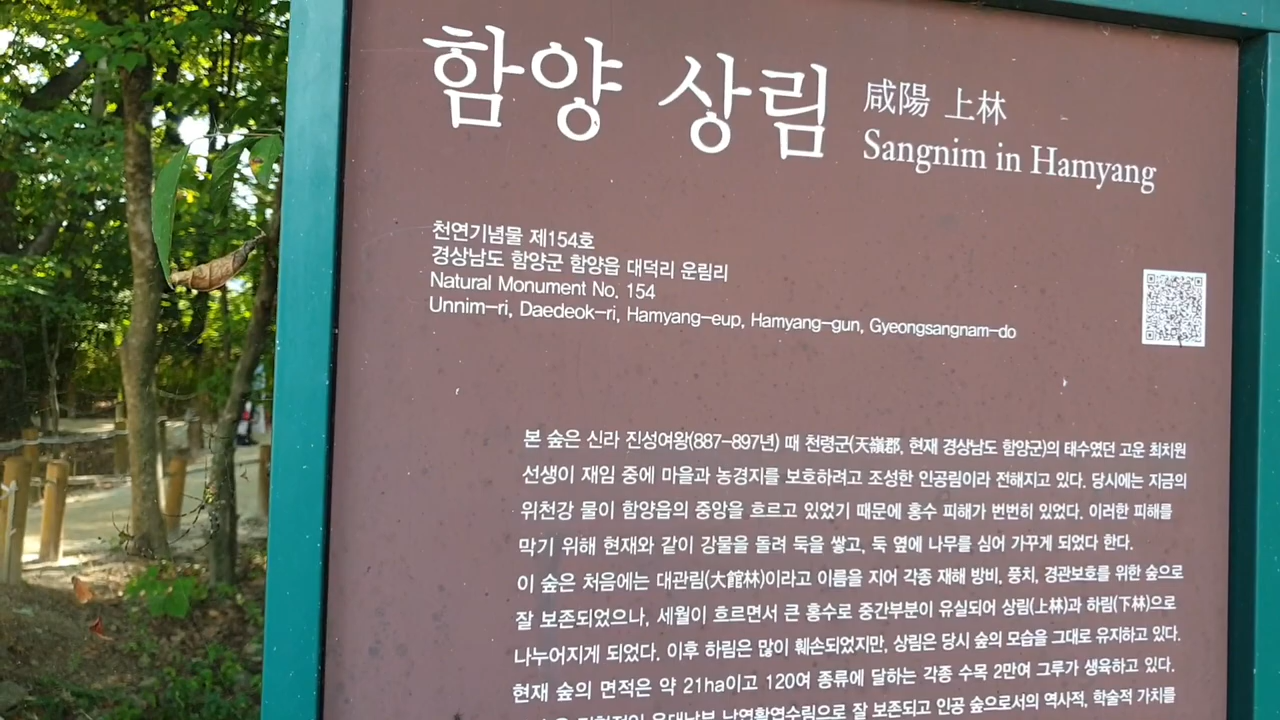 함양 상림
咸陽 上林
Sangnim in Hamyang
천연기념물 제154호
경상남도 함양군 함양읍 대덕리 운림리
Natural Monument No. 154
Unnim-ri, Daedeok-ri, Hamyang-eup, Hamyang-gun, Gyeongsangnam-do
본 숲은 신라 진성여왕(887-897년) 때 천령군(天嶺郡, 현재 경상남도 함양군)의 태수였던 고운 최치원
선생이 재임 중에 마을과 농경지를 보호하려고 조성한 인공림이라 전해지고 있다. 당시에는 지금의
위천강 물이 함양읍의 중앙을 흐르고 있었기 때문에 홍수 피해가 번번히 있었다. 이러한 피해를
막기 위해 현재와 같이 강물을 돌려 둑을 쌓고, 둑 옆에 나무를 심어 가꾸게 되었다 한다.
이 숲은 처음에는 대관림(大館林)이라고 이름을 지어 각종 재해 방비, 풍치, 경관보호를 위한 숲으로
잘 보존되었으나, 세월이 흐르면서 큰 홍수로 중간부분이 유실되어 상림(上林)과 하림(下林)으로
나누어지게 되었다. 이후 하림은 많이 훼손되었지만, 상림은 당시 숲의 모습을 그대로 유지하고 있다.
현재 숲의 면적은 약 21ha이고 120여 종류에 달하는 각종 수목 2만여 그루가 생육하고 있다.
잘 보존되고 인공 숲으로서의 역사적, 학술적 가치를